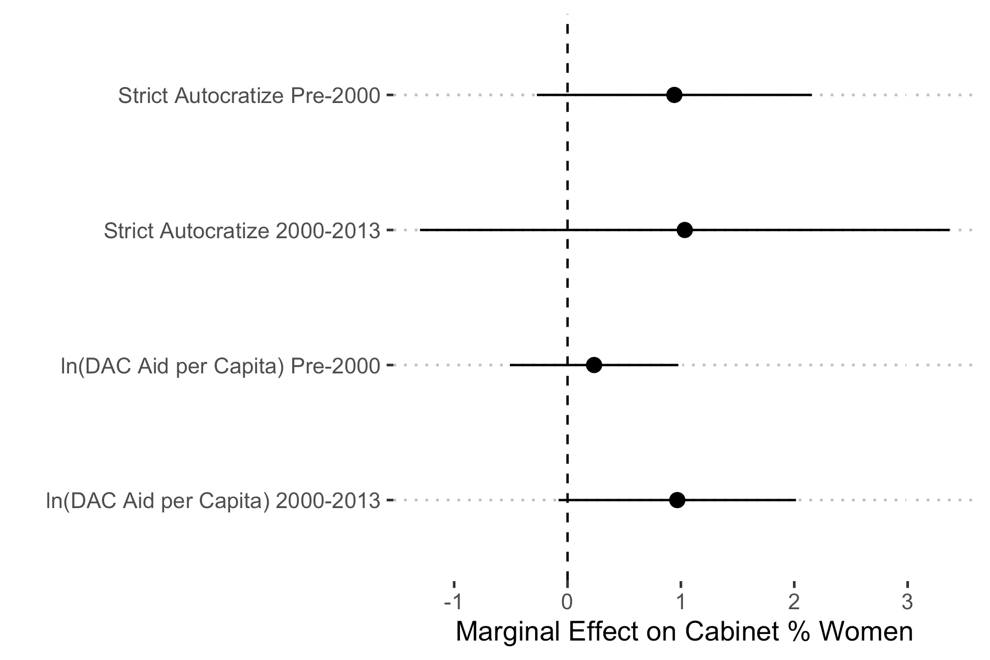 Strict Autocratize Pre-2000
Strict Autocratize 2000-2013
ln(DAC Aid per Capita) Pre-2000
ln(DAC Aid per Capita) 2000-2013
-1 0 1 2 3
Marginal Effect on Cabinet % Women